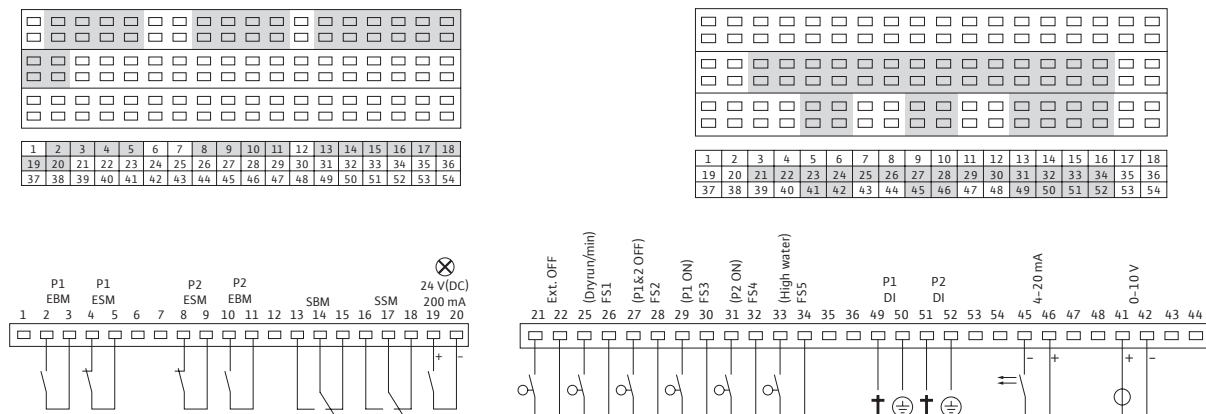 1 2 3 4 5 6 7 8 9 10 11 12 13 14 15 16 17 18
19 20 21 22 23 24 25 26 27 28 29 30 31 32 33 34 35 36
37 38 39 40 41 42 43 44 45 46 47 48 49 50 51 52 53 54
1 2 3 4 5 6 7 8 9 10 11 12 13 14 15 16 17 18
19 20 21 22 23 24 25 26 27 28 29 30 31 32 33 34 35 36
37 38 39 40 41 42 43 44 45 46 47 48 49 50 51 52 53 54
P1
EBM
P1
ESM
P2
ESM
P2
EBM
SBM
SSM
24 V(DC)
200 mA
1 2 3 4 5 6 7 8 9 10 11 12 13 14 15 16 17 18 19 20
+ –
Ext. OFF
(Dryrun/min)
FS1
(P1&2 OFF)
FS2
(P1 ON)
FS3
(P2 ON)
FS4
(High water)
FS5
P1
DI
P2
DI
4–20 mA
0–10 V
21 22 25 26 27 28 29 30 31 32 33 34 35 36 49 50 51 52 53 54 45 46 47 48 41 42 43 44
– + + –